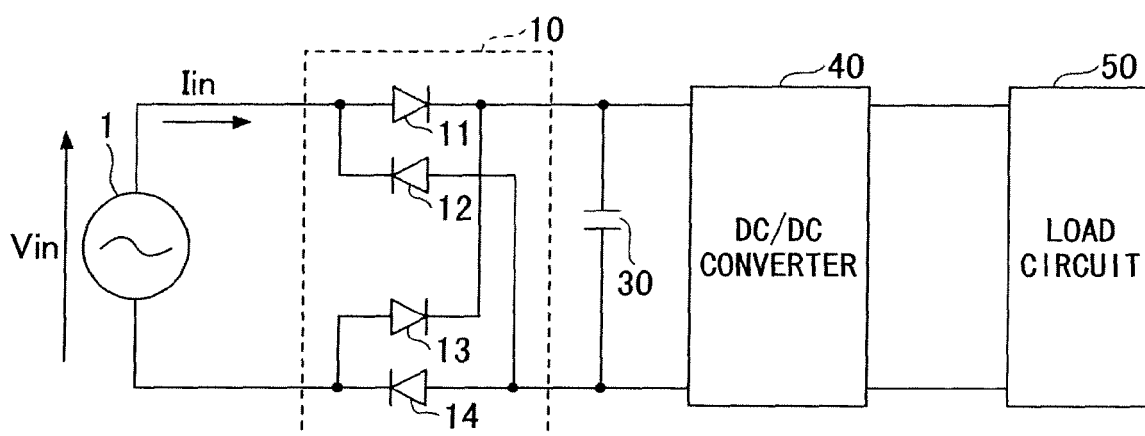 10
40
50
Iin
1
11
12
Vin
DC/DC
CONVERTER
LOAD
CIRCUIT
30
13
14